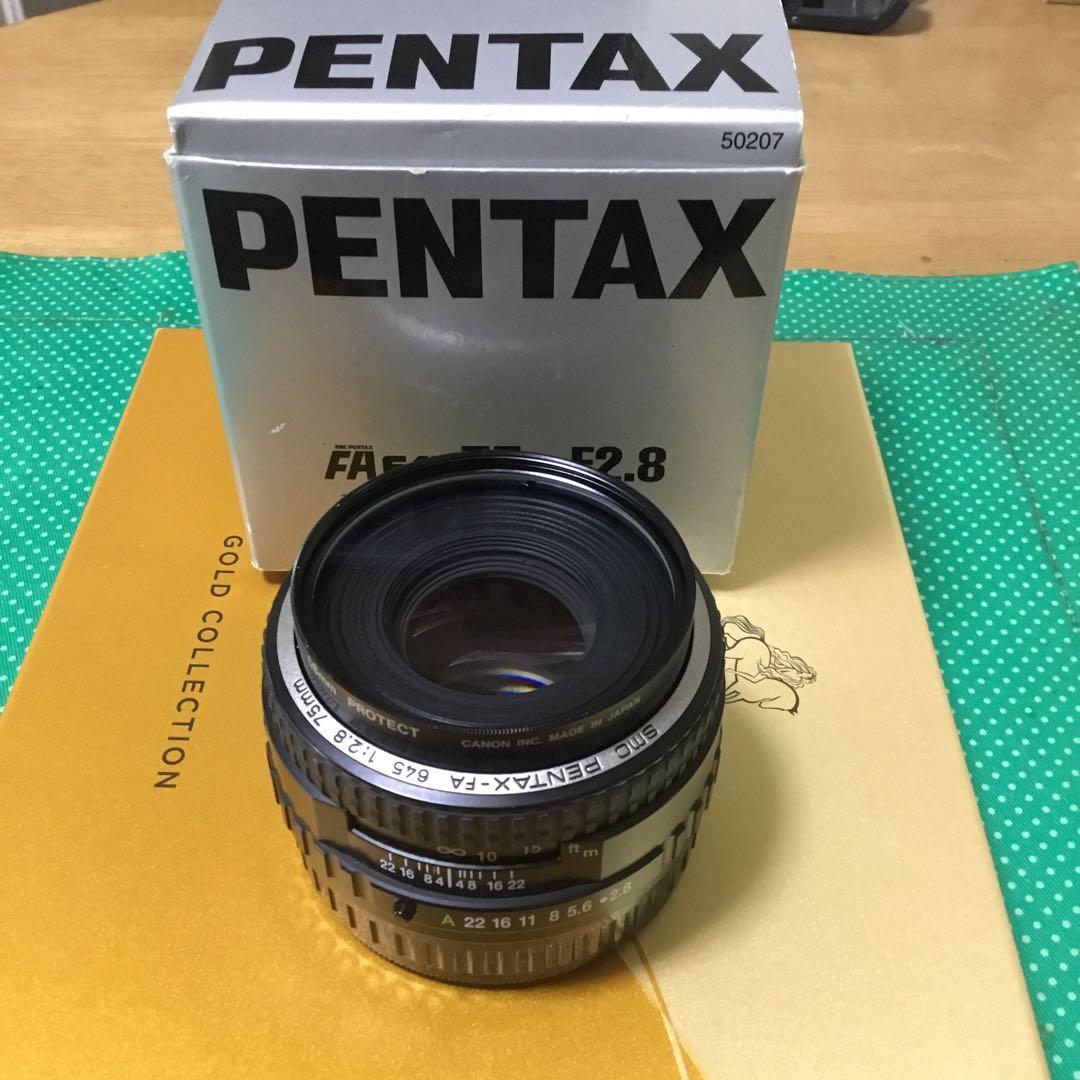 PENTAX
50207
PENTAX
SMC PENTAX
FA F2.8
GOLD COLLECTION
PROTECT CANON INC. MADE IN JAPAN
SMC PENTAX-FA 645 1:2.8 75mm
∞ 10 15 ft m
22 16 8 4 4 8 16 22
A 22 16 11 8 5.6 •2.8